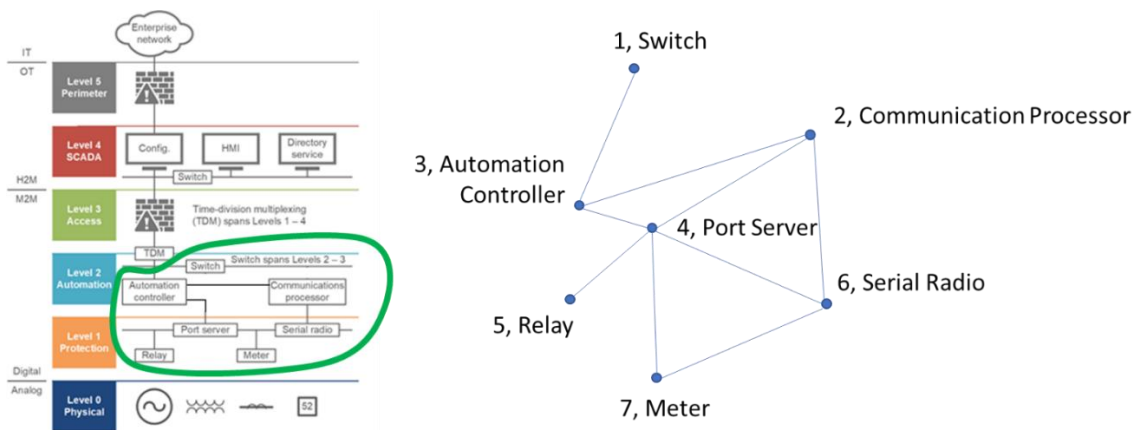 Enterprise
network
IT
OT
Level 5
Perimeter
Level 4
SCADA
Config.
HMI
Directory
service
Switch
H2M
M2M
Level 3
Access
Time-division multiplexing
(TDM) spans Levels 1 – 4
TDM
Switch spans Levels 2 – 3
Switch
Level 2
Automation
Automation
controller
Communications
processor
Level 1
Protection
Port server
Serial radio
Relay
Meter
Digital
Analog
Level 0
Physical
52
1, Switch
2, Communication Processor
3, Automation
Controller
4, Port Server
6, Serial Radio
5, Relay
7, Meter